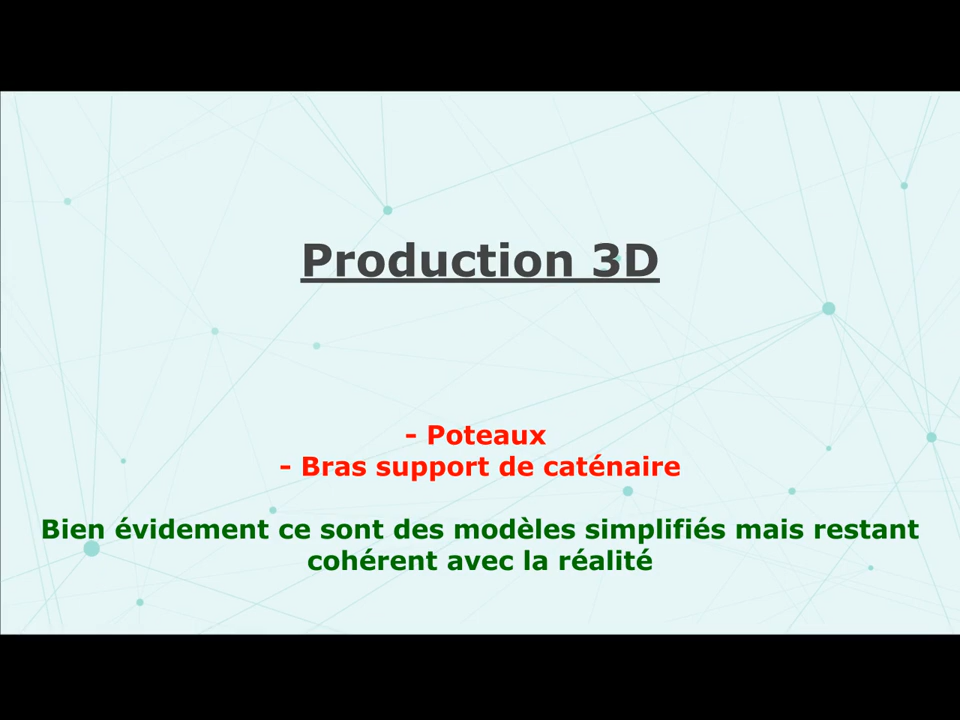 Production 3D
- Poteaux
- Bras support de caténaire
Bien évidement ce sont des modèles simplifiés mais restant
cohérent avec la réalité